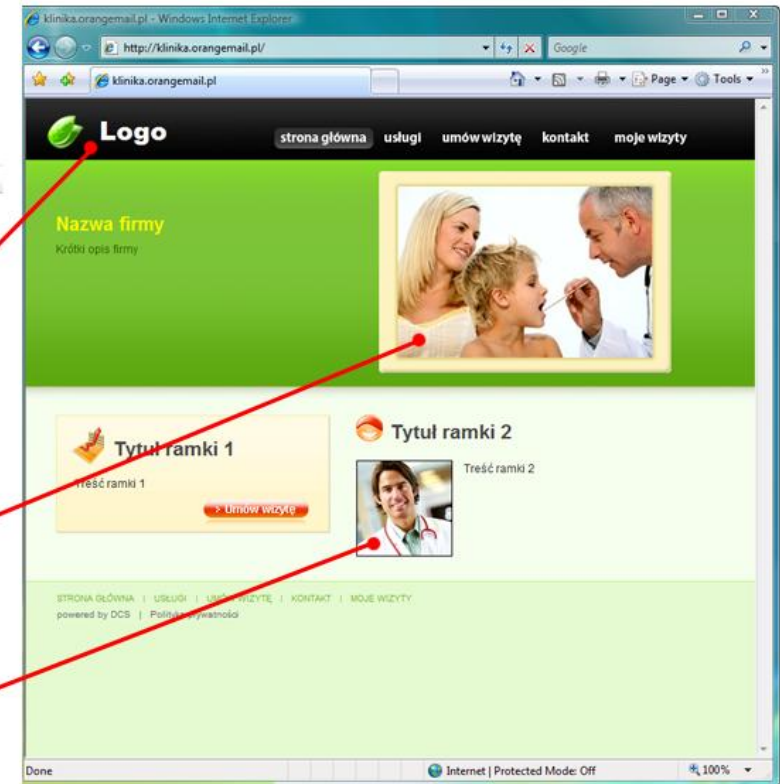 klinika.orangemail.pl - Windows Internet Explorer
http://klinika.orangemail.pl/
Google
klinika.orangemail.pl
Page
Tools
Logo
strona główna usługi umów wizytę kontakt moje wizyty
Nazwa firmy
Krótki opis firmy
Tytuł ramki 1
Treść ramki 1
> Umów wizytę
Tytuł ramki 2
Treść ramki 2
STRONA GŁÓWNA | USŁUGI | UMÓW WIZYTĘ | KONTAKT | MOJE WIZYTY
powered by DCS | Polityka prywatności
Done
Internet | Protected Mode: Off
100%